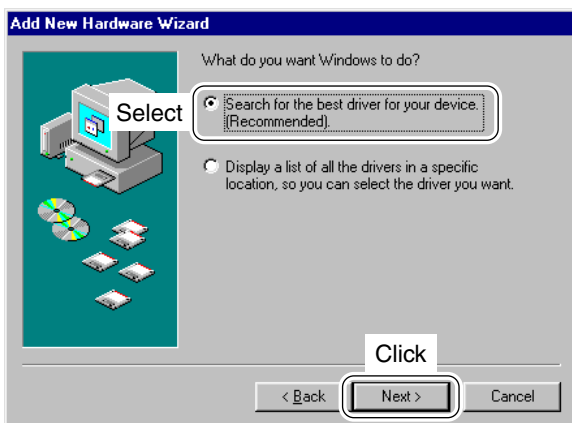 Add New Hardware Wizard
What do you want Windows to do?
Select
Search for the best driver for your device.
(Recommended).
Display a list of all the drivers in a specific
location, so you can select the driver you want.
Click
< Back
Next >
Cancel